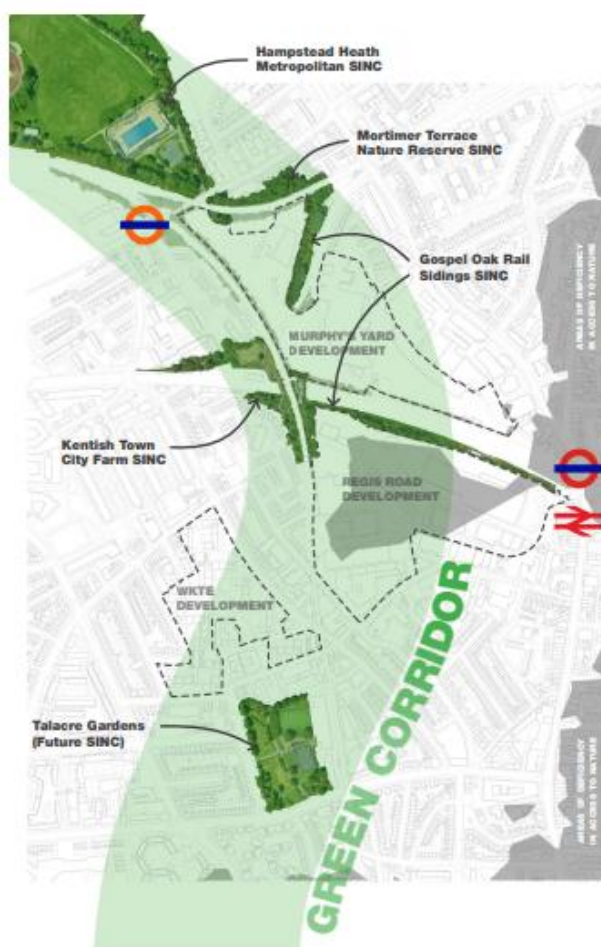 Hampstead Heath
Metropolitan SINC
Mortimer Terrace
Nature Reserve SINC
Gospel Oak Rail
Sidings SINC
AREAS OF DEFICIENCY
IN ACCESS TO NATURE
MURPHY'S YARD
DEVELOPMENT
Kentish Town
City Farm SINC
REGIS ROAD
DEVELOPMENT
WKTE
DEVELOPMENT
GREEN CORRIDOR
Talacre Gardens
(Future SINC)
AREAS OF DEFICIENCY
IN ACCESS TO NATURE